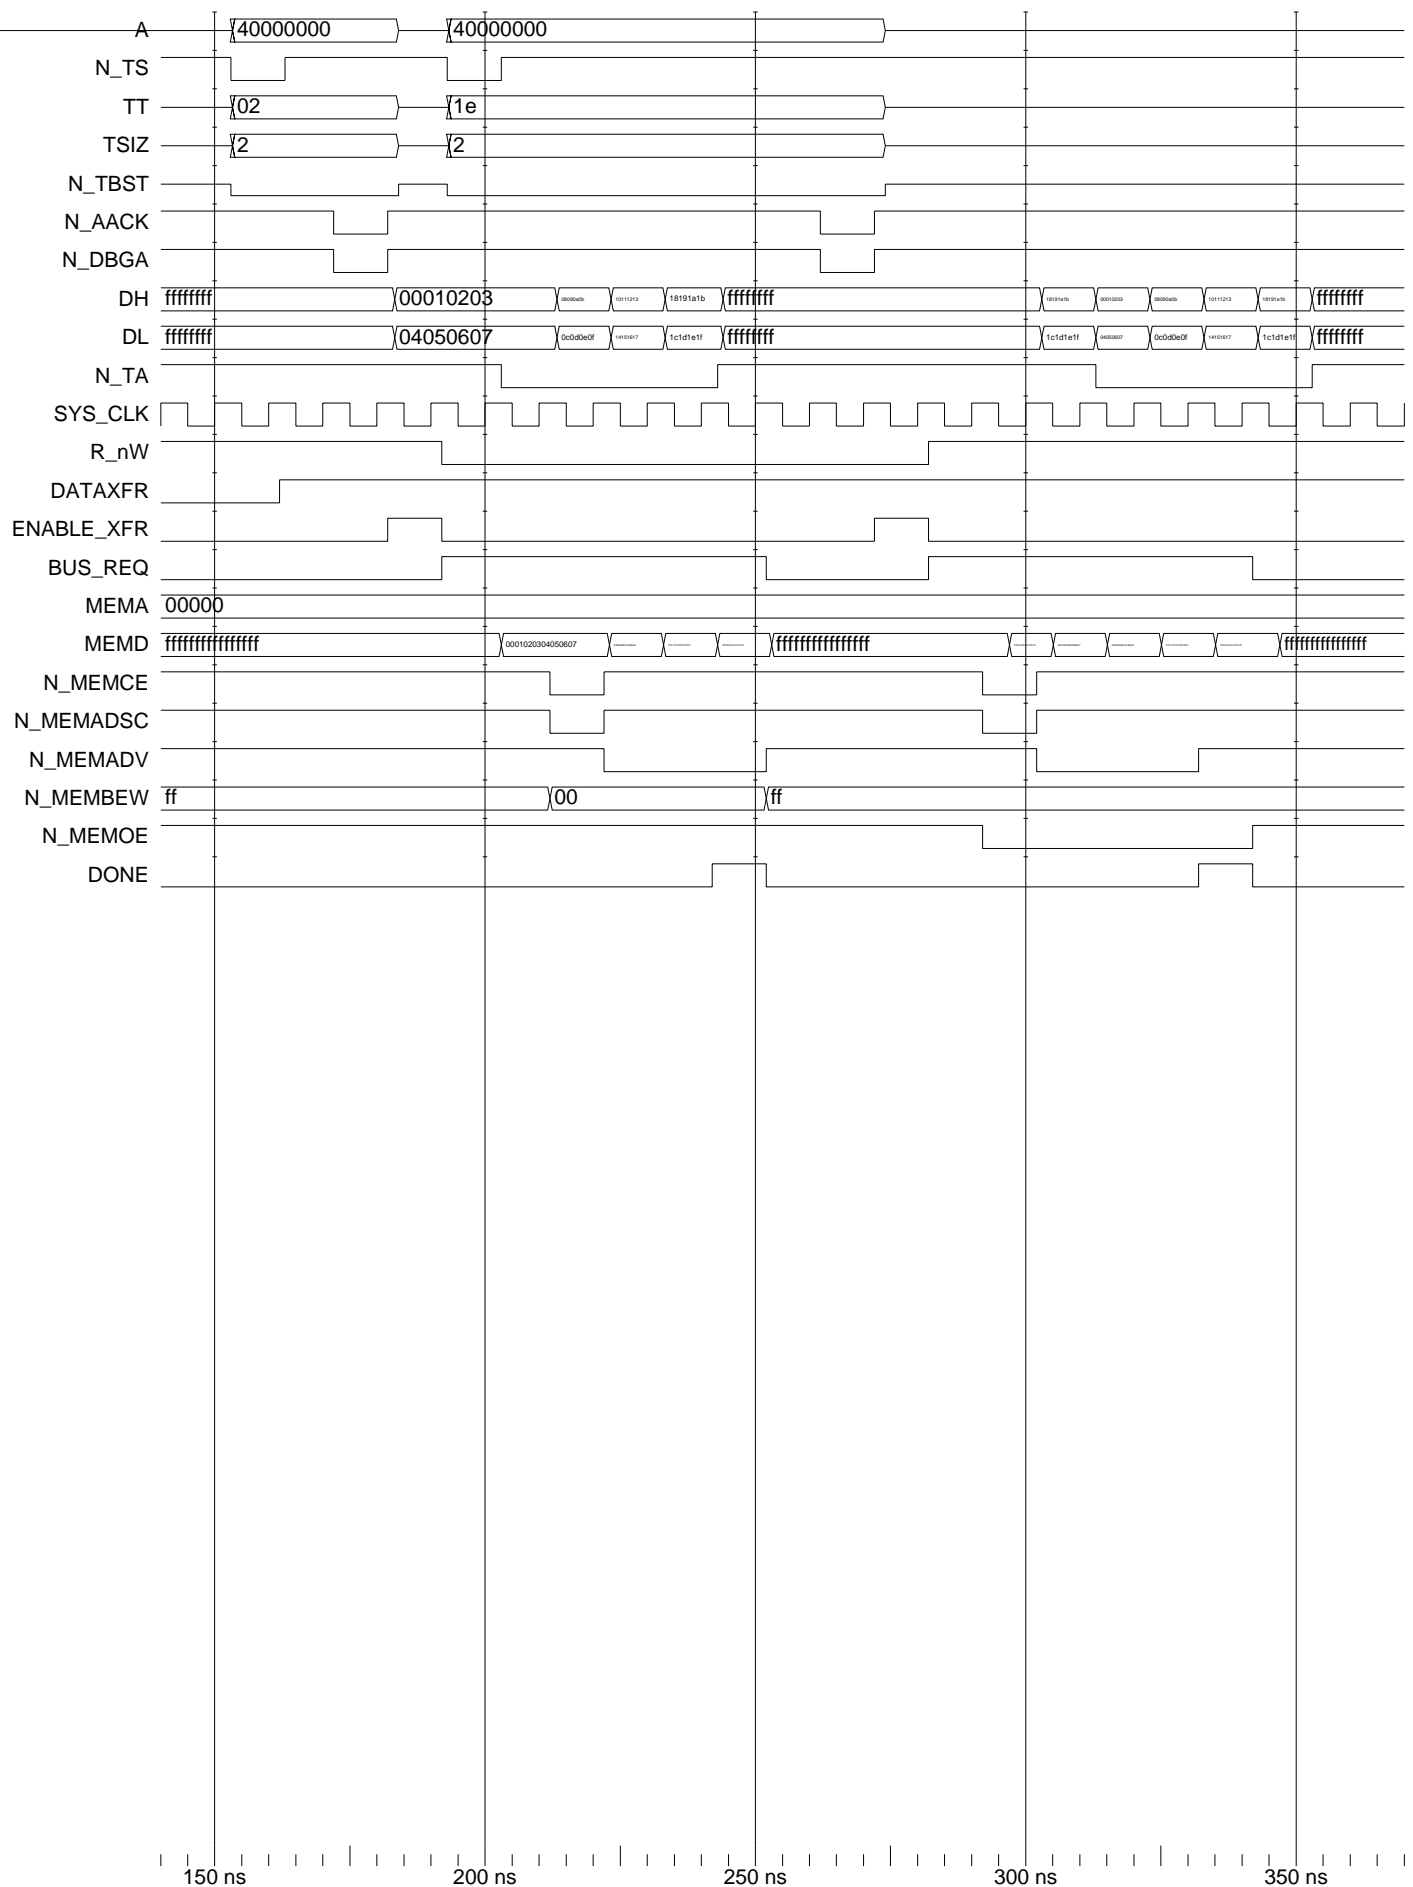 A 40000000 40000000
N_TS
TT 02 1e
TSIZ 2 2
N_TBST
N_AACK
N_DBGA
DH ffffffff 00010203 08090a0b 10111213 18191a1b ffffffff 18191a1b 00010203 08090a0b 10111213 18191a1b ffffffff
DL ffffffff 04050607 0c0d0e0f 14151617 1c1d1e1f ffffffff 1c1d1e1f 04050607 0c0d0e0f 14151617 1c1d1e1f ffffffff
N_TA
SYS_CLK
R_nW
DATAXFR
ENABLE_XFR
BUS_REQ
MEMA 00000
MEMD ffffffffffffffff 0001020304050607 ffffffffffffffff ffffffffffffffff
N_MEMCE
N_MEMADSC
N_MEMADV
N_MEMBEW ff 00 ff
N_MEMOE
DONE
150 ns 200 ns 250 ns 300 ns 350 ns